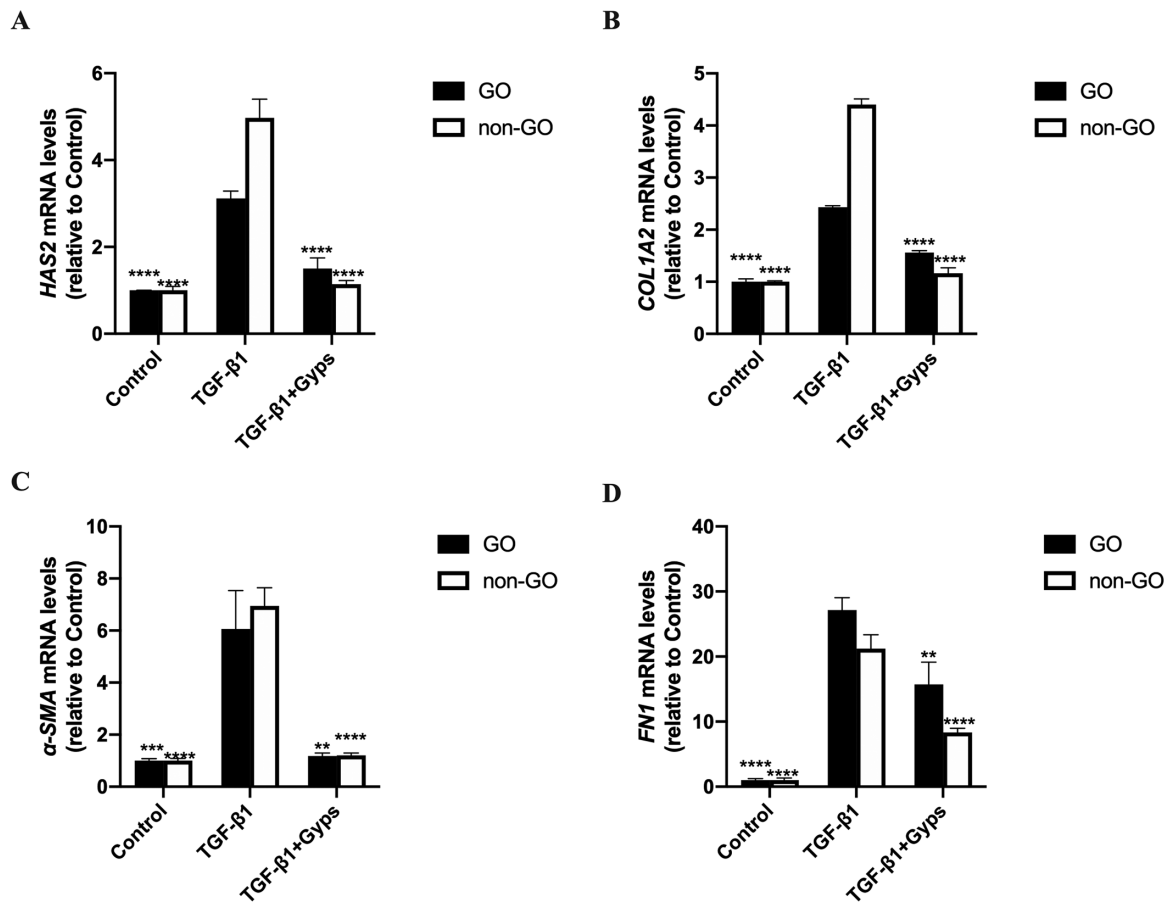 A
HAS2 mRNA levels
(relative to Control)
6
4
2
0
****
****
****
****
Control
TGF-β1
TGF-β1+Gyps
GO
non-GO
B
COL1A2 mRNA levels
(relative to Control)
5
4
3
2
1
0
****
****
****
****
Control
TGF-β1
TGF-β1+Gyps
GO
non-GO
C
α-SMA mRNA levels
(relative to Control)
10
8
6
4
2
0
***
****
**
****
Control
TGF-β1
TGF-β1+Gyps
GO
non-GO
D
FN1 mRNA levels
(relative to Control)
40
30
20
10
0
****
****
**
****
Control
TGF-β1
TGF-β1+Gyps
GO
non-GO